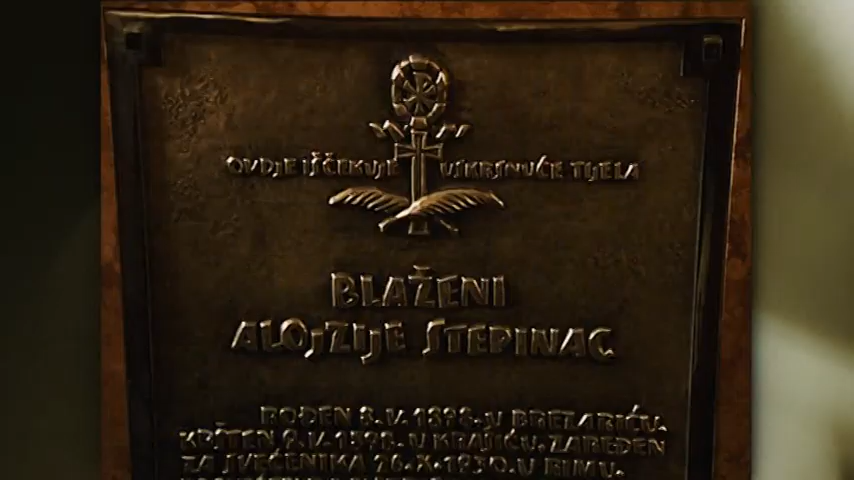 OVDJE IŠČEKUJE USKRSNUĆE TIJELA
BLAŽENI
ALOJZIJE STEPINAC
ROĐEN 8.V.1898. U BREZARIĆU.
KRŠTEN 9.V.1898. U KRAŠIĆU. ZAREĐEN
ZA SVEĆENIKA 26.X.1930. U RIMU.